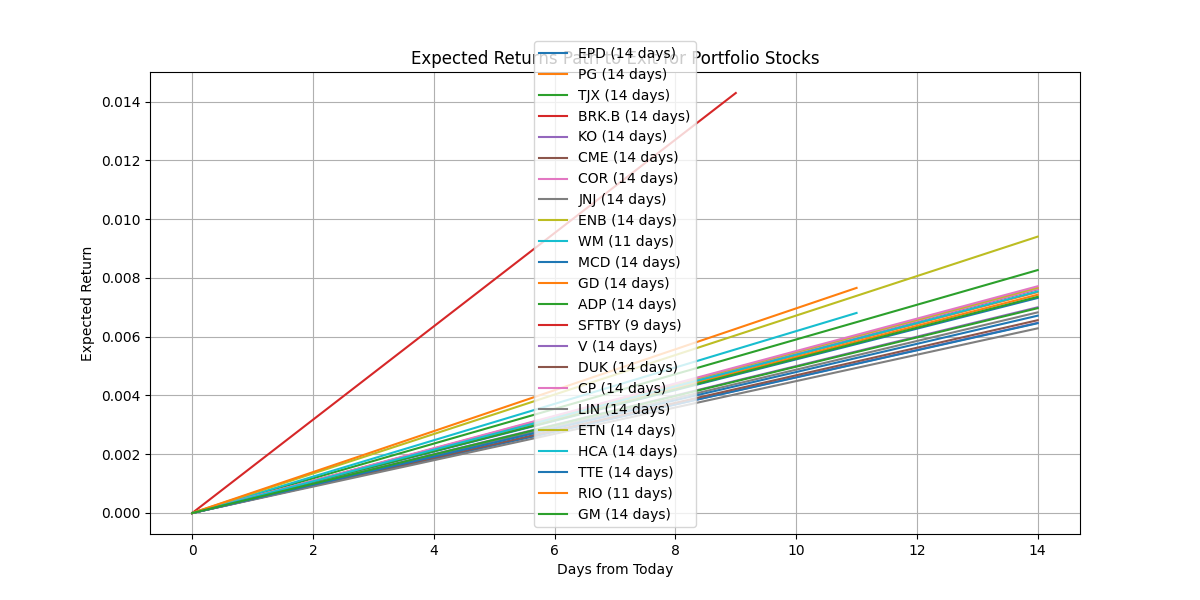 Expected Returns Path to Exit for Portfolio Stocks
EPD (14 days)
PG (14 days)
TJX (14 days)
BRK.B (14 days)
KO (14 days)
CME (14 days)
COR (14 days)
JNJ (14 days)
ENB (14 days)
WM (11 days)
MCD (14 days)
GD (14 days)
ADP (14 days)
SFTBY (9 days)
V (14 days)
DUK (14 days)
CP (14 days)
LIN (14 days)
ETN (14 days)
HCA (14 days)
TTE (14 days)
RIO (11 days)
GM (14 days)
Expected Return
0.014
0.012
0.010
0.008
0.006
0.004
0.002
0.000
0 2 4 6 8 10 12 14
Days from Today